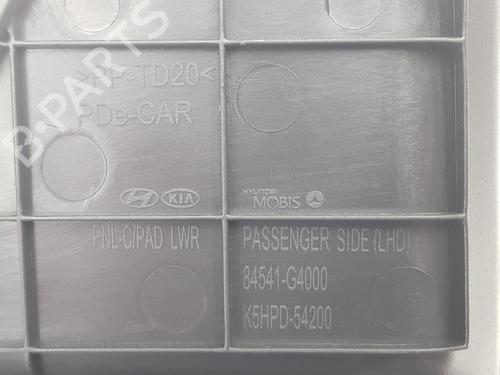 >PP-TD20<
PDe-CAR
KIA
HYUNDAI
MOBIS
PNL-C/PAD LWR
PASSENGER SIDE (LHD)
84541-G4000
K5HPD-54200
B-PARTS